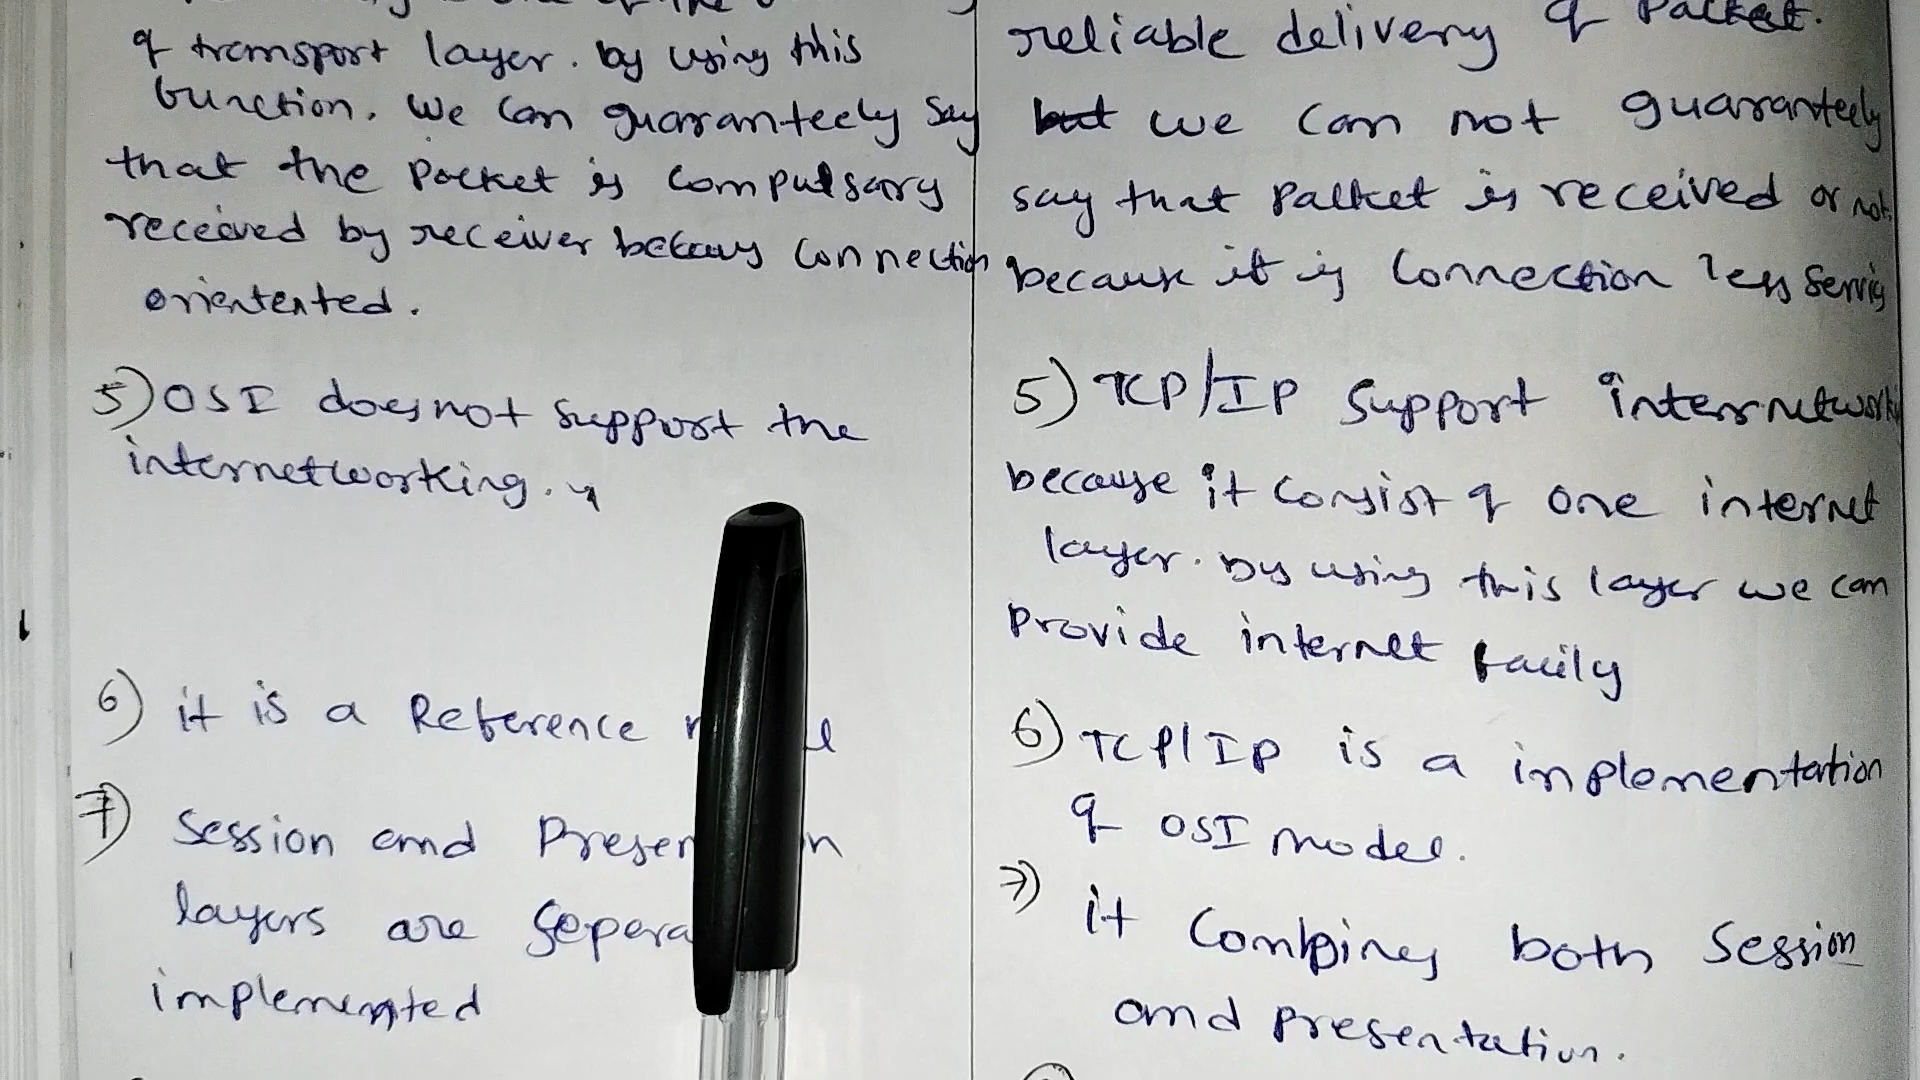 of transport layer. by using this
function. we can guaranteely say
that the Packet is compulsary
received by receiver becaus connection
orientented.
5) OSI does not support the
internetworking.
6) it is a Reference
7) Session and Presen
layers are sepera
implemented
reliable delivery of Packet.
we can not guaranteely
say that Packet is received or not
because it is connection less servis
5) TCP/IP support internetwork
because it consist of one internet
layer. by using this layer we can
Provide internet facily
6) TCP/IP is a implementation
of OSI model.
7) it Combines both Session
and presentation.